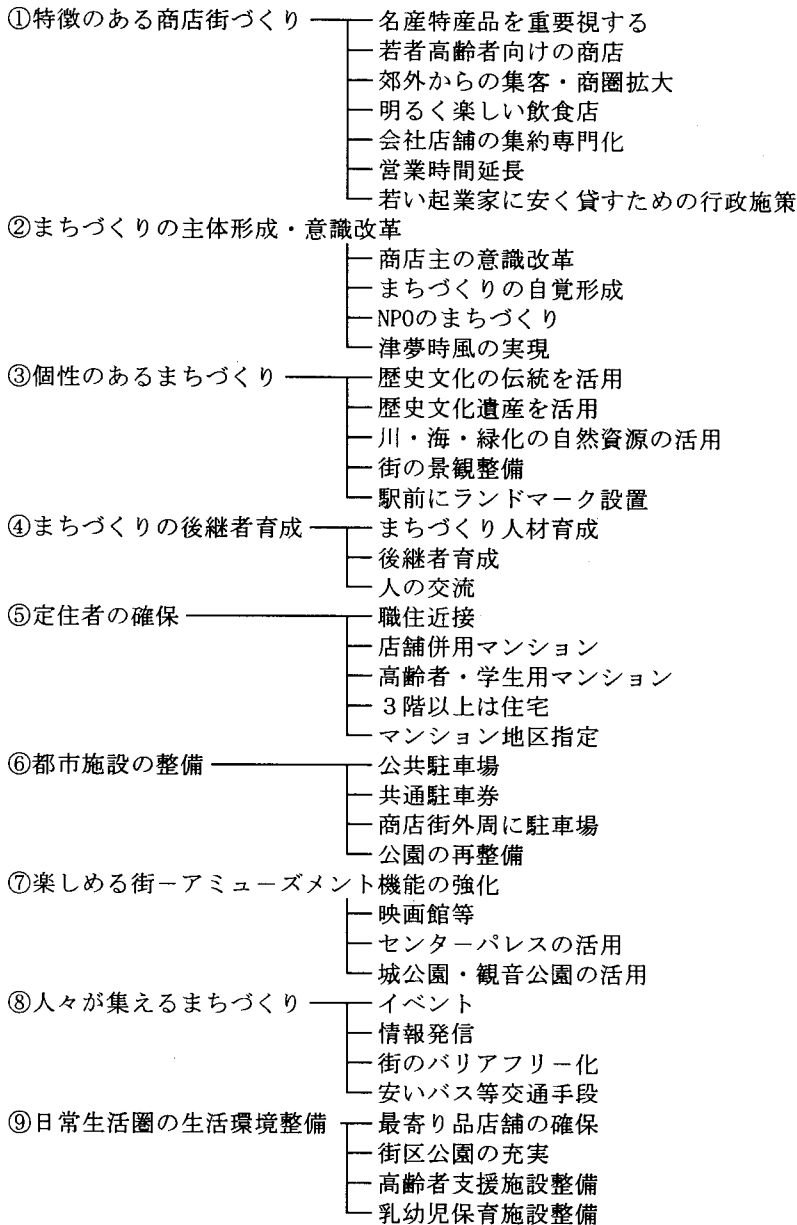 ①特徴のある商店街づくり 名産特産品を重要視する
若者高齢者向けの商店
郊外からの集客・商圏拡大
明るく楽しい飲食店
会社店舗の集約専門化
営業時間延長
若い起業家に安く貸すための行政施策
②まちづくりの主体形成・意識改革
商店主の意識改革
まちづくりの自覚形成
NPOのまちづくり
津夢時風の実現
③個性のあるまちづくり 歴史文化の伝統を活用
歴史文化遺産を活用
川・海・緑化の自然資源の活用
街の景観整備
駅前にランドマーク設置
④まちづくりの後継者育成 まちづくり人材育成
後継者育成
人の交流
⑤定住者の確保 職住近接
店舗併用マンション
高齢者・学生用マンション
3階以上は住宅
マンション地区指定
⑥都市施設の整備 公共駐車場
共通駐車券
商店街外周に駐車場
公園の再整備
⑦楽しめる街-アミューズメント機能の強化
映画館等
センターパレスの活用
城公園・観音公園の活用
⑧人々が集えるまちづくり イベント
情報発信
街のバリアフリー化
安いバス等交通手段
⑨日常生活圏の生活環境整備 最寄り品店舗の確保
街区公園の充実
高齢者支援施設整備
乳幼児保育施設整備